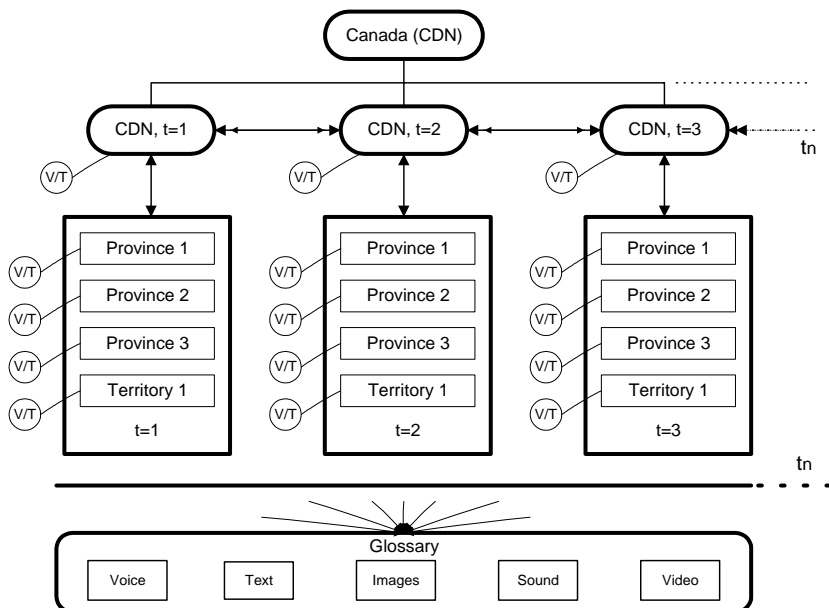 Canada (CDN)
CDN, t=1
CDN, t=2
CDN, t=3
tn
V/T
V/T
V/T
Province 1
Province 1
Province 1
V/T
V/T
V/T
Province 2
Province 2
Province 2
V/T
V/T
V/T
Province 3
Province 3
Province 3
V/T
V/T
V/T
Territory 1
Territory 1
Territory 1
V/T
V/T
V/T
t=1
t=2
t=3
tn
Glossary
Voice
Text
Images
Sound
Video